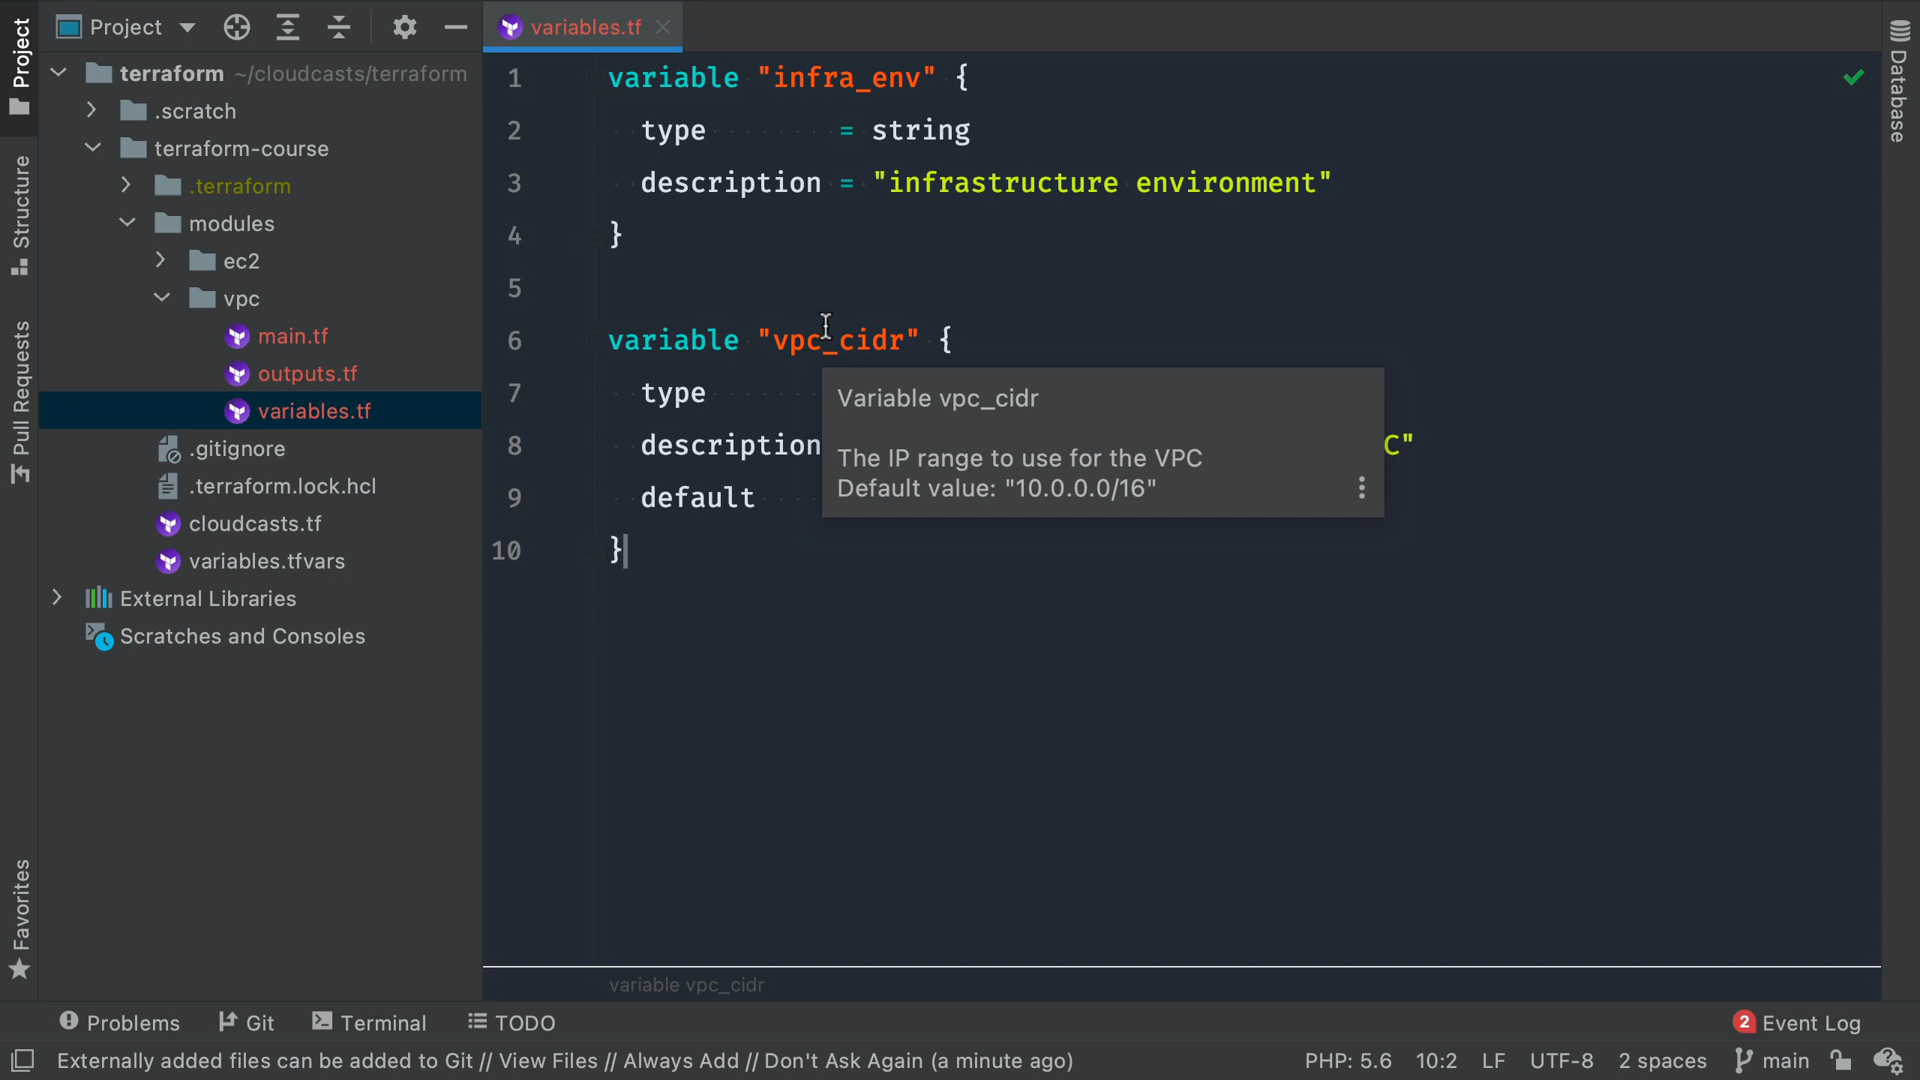 Project
Structure
Pull Requests
Favorites
Project
terraform ~/cloudcasts/terraform
.scratch
terraform-course
.terraform
modules
ec2
vpc
main.tf
outputs.tf
variables.tf
.gitignore
.terraform.lock.hcl
cloudcasts.tf
variables.tfvars
External Libraries
Scratches and Consoles
variables.tf
1 variable "infra_env" {
2 type = string
3 description = "infrastructure environment"
4 }
5
6 variable "vpc_cidr" {
7 type
8 description C"
9 default
10 }
Variable vpc_cidr
The IP range to use for the VPC
Default value: "10.0.0.0/16"
variable vpc_cidr
Database
Problems Git Terminal TODO
2 Event Log
Externally added files can be added to Git // View Files // Always Add // Don't Ask Again (a minute ago)
PHP: 5.6 10:2 LF UTF-8 2 spaces main